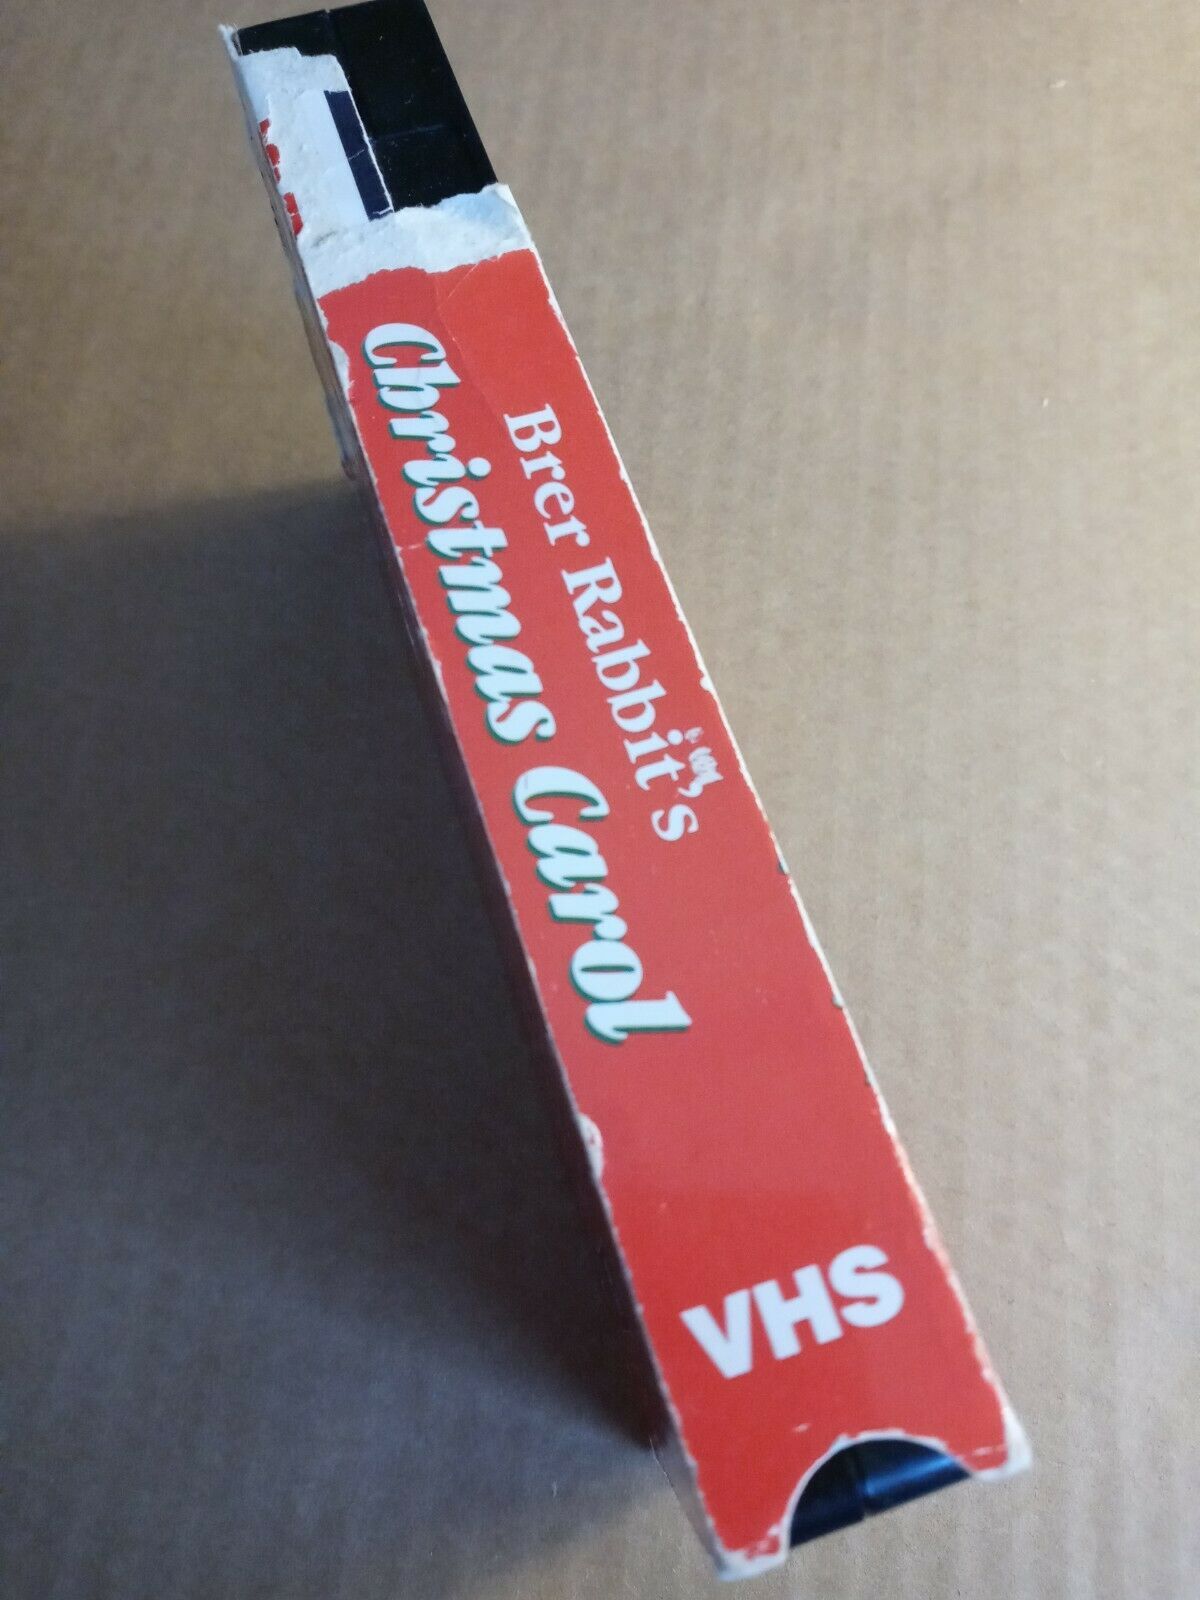 Brer Rabbit's
Christmas Carol
VHS